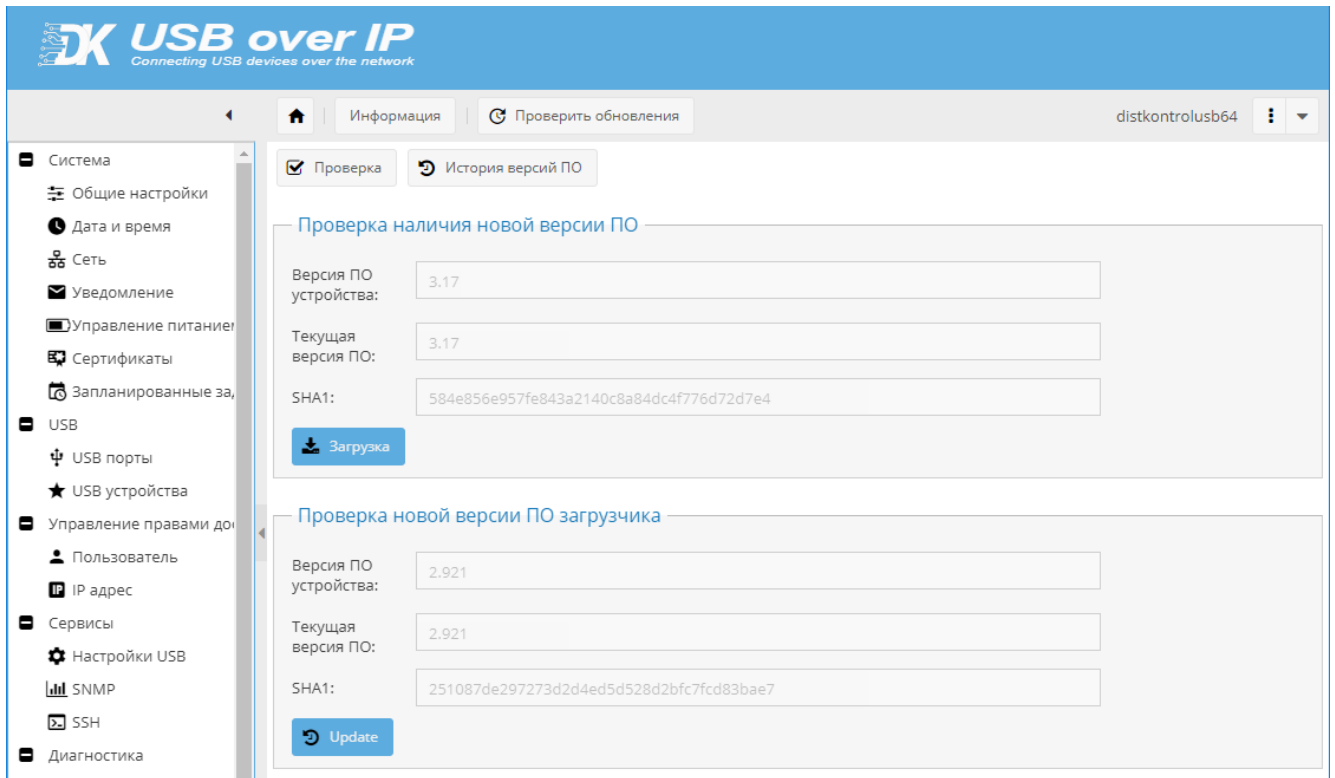 DK USB over IP
Connecting USB devices over the network
Информация
Проверить обновления
distkontrolusb64
Система
Общие настройки
Дата и время
Сеть
Уведомление
Управление питанием
Сертификаты
Запланированные за
USB
USB порты
USB устройства
Управление правами до
Пользователь
IP
IP адрес
Сервисы
Настройки USB
SNMP
SSH
Диагностика
Проверка
История версий ПО
Проверка наличия новой версии ПО
Версия ПО
устройства:
3.17
Текущая
версия ПО:
3.17
SHA1:
584e856e957fe843a2140c8a84dc4f776d72d7e4
Загрузка
Проверка новой версии ПО загрузчика
Версия ПО
устройства:
2.921
Текущая
версия ПО:
2.921
SHA1:
251087de297273d2d4ed5d528d2bfc7fcd83bae7
Update